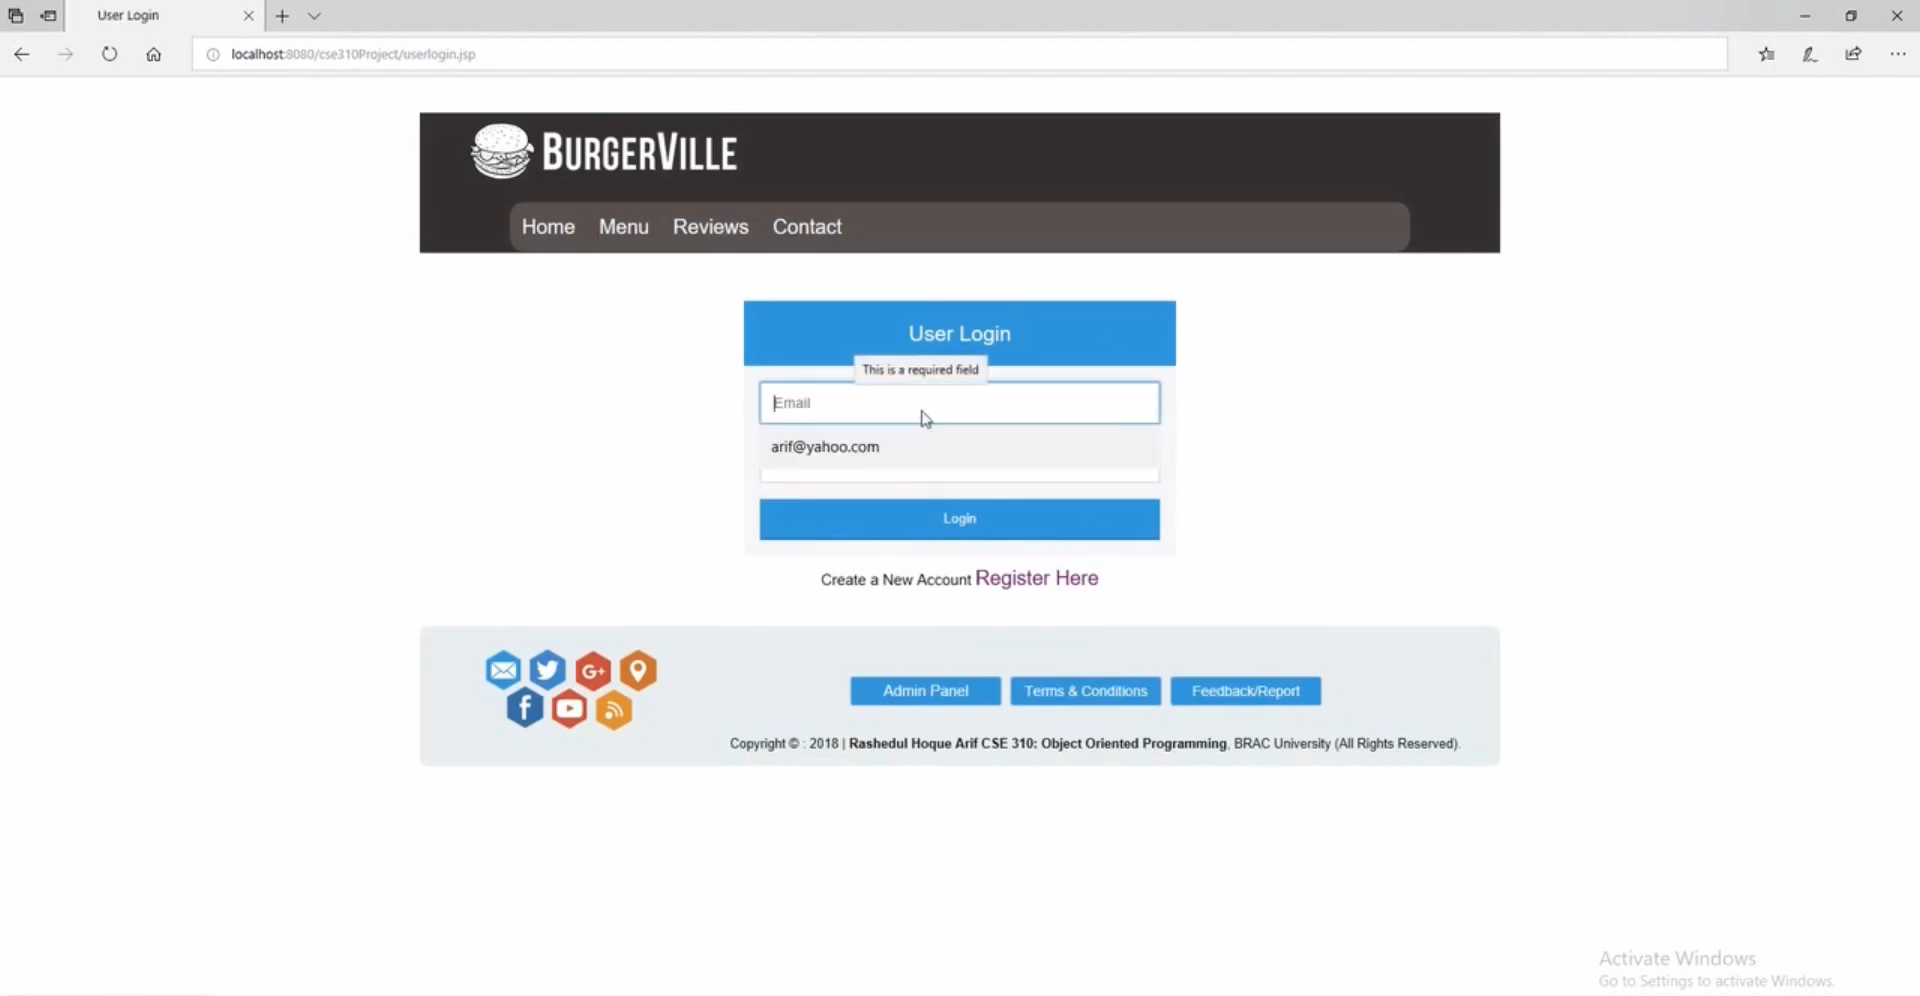 User Login
localhost:8080/cse310Project/userlogin.jsp
BURGERVILLE
Home Menu Reviews Contact
User Login
This is a required field
Email
arif@yahoo.com
Login
Create a New Account Register Here
G+
f
Admin Panel Terms & Conditions Feedback/Report
Copyright © : 2018 | Rashedul Hoque Arif CSE 310: Object Oriented Programming, BRAC University (All Rights Reserved).
Activate Windows
Go to Settings to activate Windows.